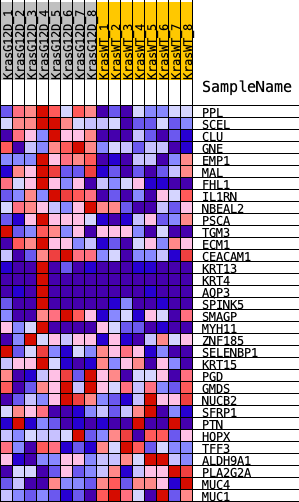 KrasG12D_1
KrasG12D_2
KrasG12D_3
KrasG12D_4
KrasG12D_5
KrasG12D_6
KrasG12D_7
KrasG12D_8
KrasWT_1
KrasWT_2
KrasWT_3
KrasWT_4
KrasWT_5
KrasWT_6
KrasWT_7
KrasWT_8
SampleName
PPL
SCEL
CLU
GNE
EMP1
MAL
FHL1
IL1RN
NBEAL2
PSCA
TGM3
ECM1
CEACAM1
KRT13
KRT4
AQP3
SPINK5
SMAGP
MYH11
ZNF185
SELENBP1
KRT15
PGD
GMDS
NUCB2
SFRP1
PTN
HOPX
TFF3
ALDH9A1
PLA2G2A
MUC4
MUC1